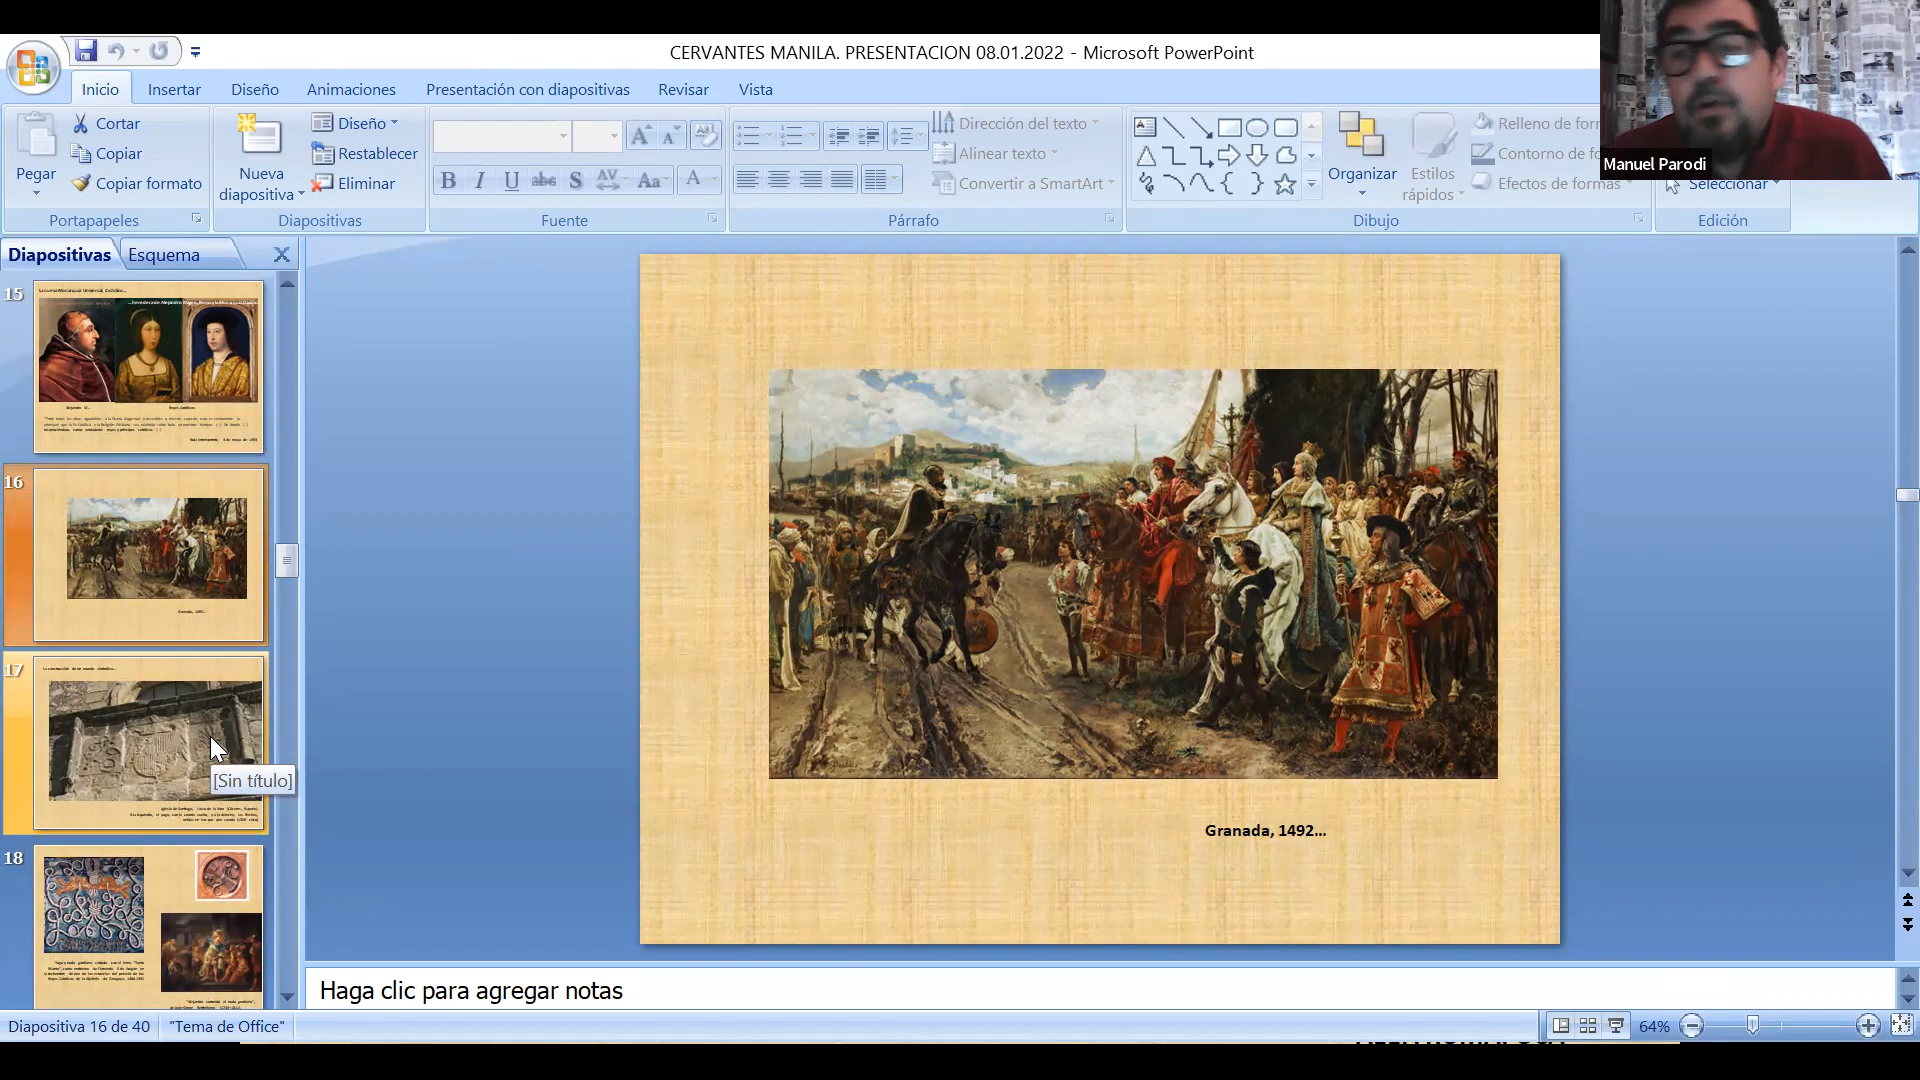 CERVANTES MANILA. PRESENTACION 08.01.2022 - Microsoft PowerPoint
Inicio Insertar Diseño Animaciones Presentación con diapositivas Revisar Vista
Pegar
Cortar
Copiar
Copiar formato
Portapapeles
Nueva diapositiva
Diseño
Restablecer
Eliminar
Diapositivas
Fuente
Dirección del texto
Alinear texto
Convertir a SmartArt
Párrafo
Organizar
Estilos rápidos
Relleno de for
Contorno de fo
Efectos de formas
Dibujo
Seleccionar
Edición
Manuel Parodi
Diapositivas Esquema
15
16
Granada, 1492...
17
[Sin título]
18
Granada, 1492...
Haga clic para agregar notas
Diapositiva 16 de 40 "Tema de Office" 64%